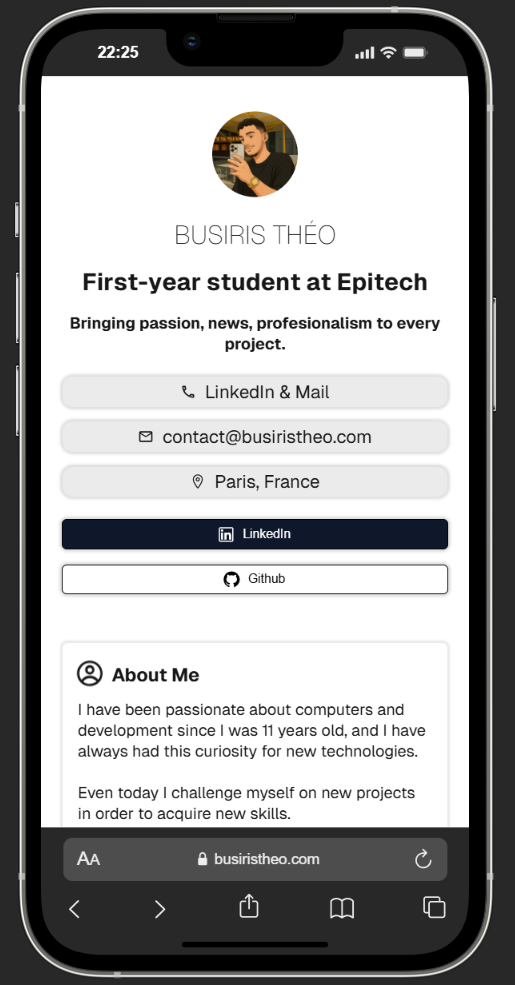 22:25
BUSIRIS THÉO
First-year student at Epitech
Bringing passion, news, profesionalism to every
project.
LinkedIn & Mail
contact@busiristheo.com
Paris, France
LinkedIn
Github
About Me
I have been passionate about computers and
development since I was 11 years old, and I have
always had this curiosity for new technologies.
Even today I challenge myself on new projects
in order to acquire new skills.
AA
busiristheo.com